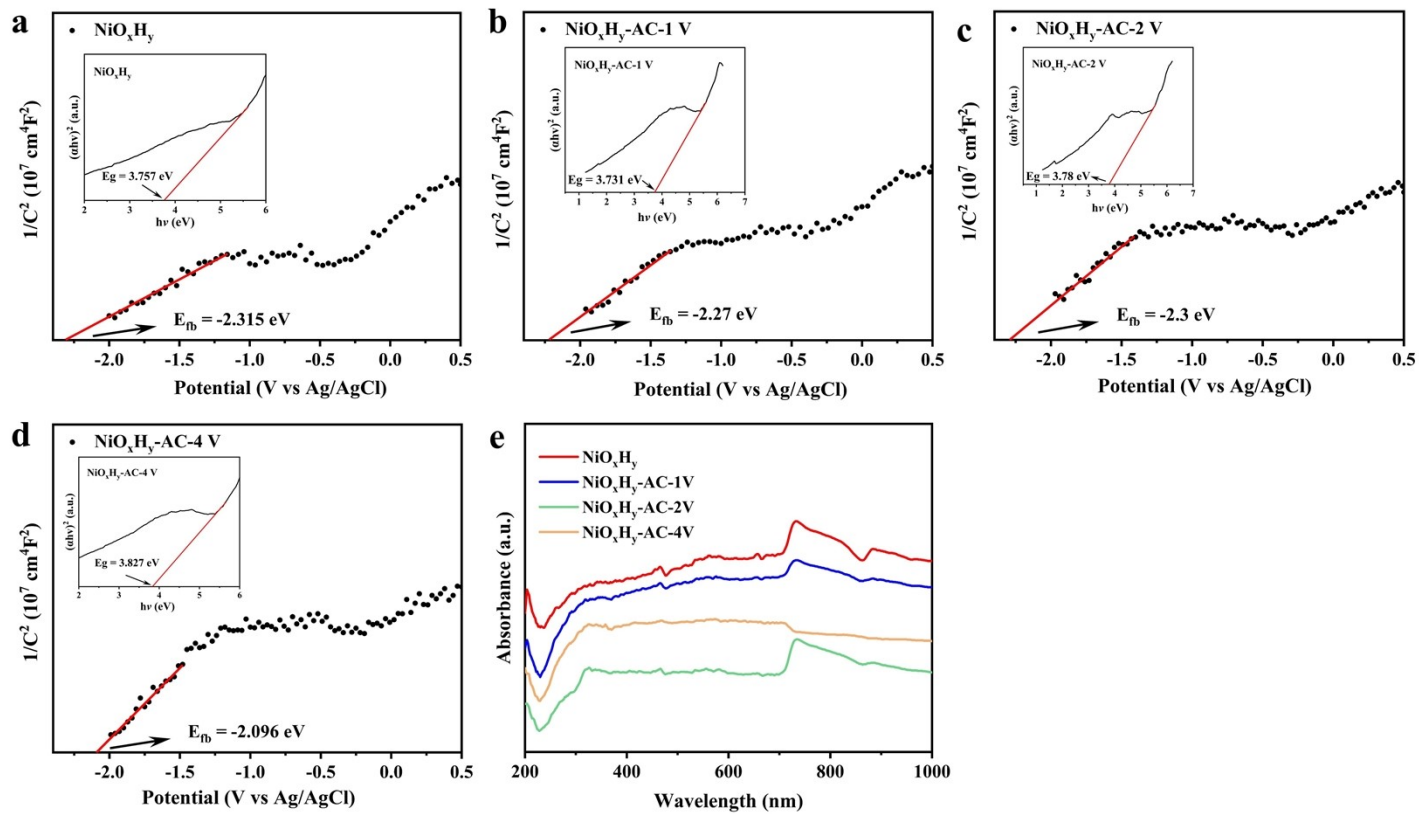 a
• NiOxHy
NiOxHy
(αhν)2 (a.u.)
Eg = 3.757 eV
2 3 4 5 6
hν (eV)
1/C2 (107 cm4F2)
Efb = -2.315 eV
-2.0 -1.5 -1.0 -0.5 0.0 0.5
Potential (V vs Ag/AgCl)
b
• NiOxHy-AC-1 V
NiOxHy-AC-1 V
(αhν)2 (a.u.)
Eg = 3.731 eV
1 2 3 4 5 6 7
hν (eV)
1/C2 (107 cm4F2)
Efb = -2.27 eV
-2.0 -1.5 -1.0 -0.5 0.0 0.5
Potential (V vs Ag/AgCl)
c
• NiOxHy-AC-2 V
NiOxHy-AC-2 V
(αhν)2 (a.u.)
Eg = 3.78 eV
1 2 3 4 5 6 7
hν (eV)
1/C2 (107 cm4F2)
Efb = -2.3 eV
-2.0 -1.5 -1.0 -0.5 0.0 0.5
Potential (V vs Ag/AgCl)
d
• NiOxHy-AC-4 V
NiOxHy-AC-4 V
(αhν)2 (a.u.)
Eg = 3.827 eV
2 3 4 5 6
hν (eV)
1/C2 (107 cm4F2)
Efb = -2.096 eV
-2.0 -1.5 -1.0 -0.5 0.0 0.5
Potential (V vs Ag/AgCl)
e
NiOxHy
NiOxHy-AC-1V
NiOxHy-AC-2V
NiOxHy-AC-4V
Absorbance (a.u.)
200 400 600 800 1000
Wavelength (nm)